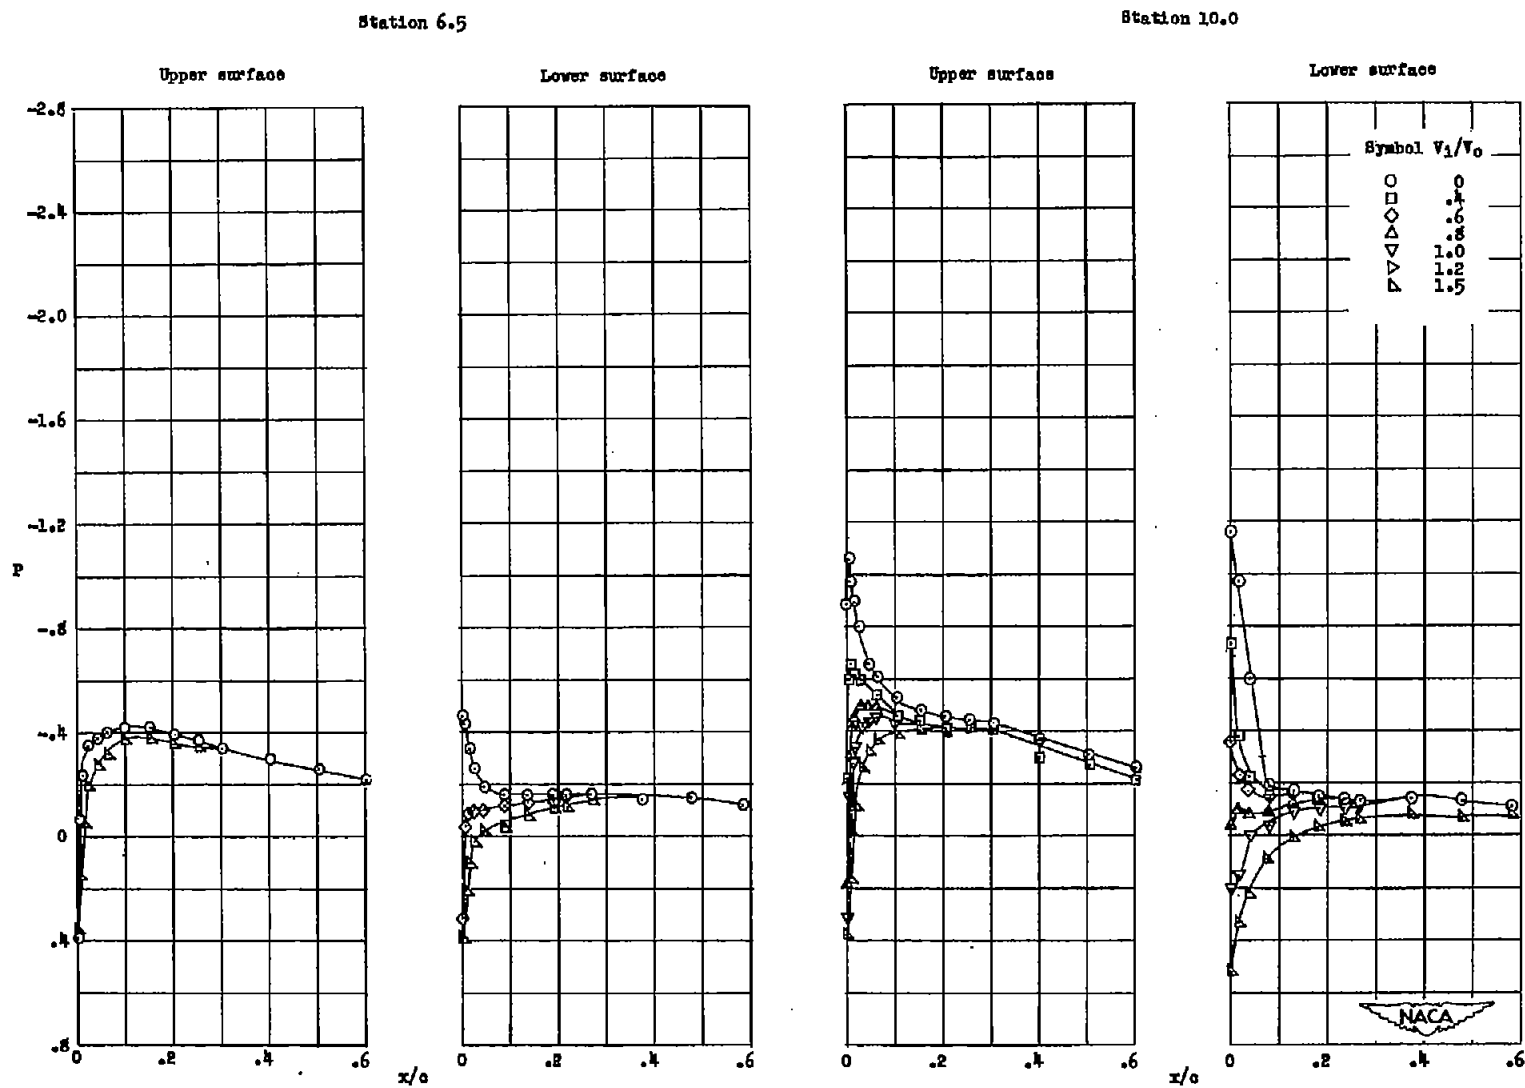 Station 6.5
Station 10.0
Upper surface
Lower surface
Upper surface
Lower surface
-2.8
-2.4
-2.0
-1.6
-1.2
-.8
-.4
0
.4
.8
P
Symbol V1/V0
0
.4
.6
.8
1.0
1.2
1.5
NACA
0 .2 .4 .6
0 .2 .4 .6
0 .2 .4 .6
0 .2 .4 .6
x/c
x/c